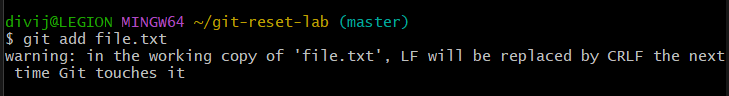 divij@LEGION MINGW64 ~/git-reset-lab (master)
$ git add file.txt
warning: in the working copy of 'file.txt', LF will be replaced by CRLF the next
 time Git touches it